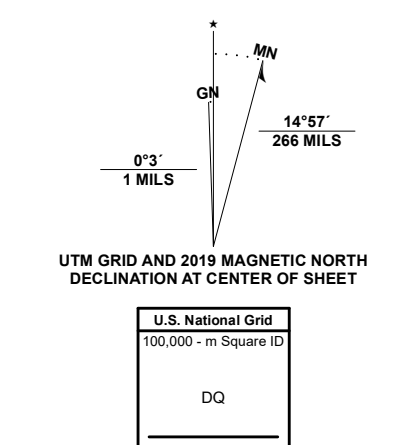 MN
GN
14°57´
266 MILS
0°3´
1 MILS
UTM GRID AND 2019 MAGNETIC NORTH
DECLINATION AT CENTER OF SHEET
U.S. National Grid
100,000 - m Square ID
DQ